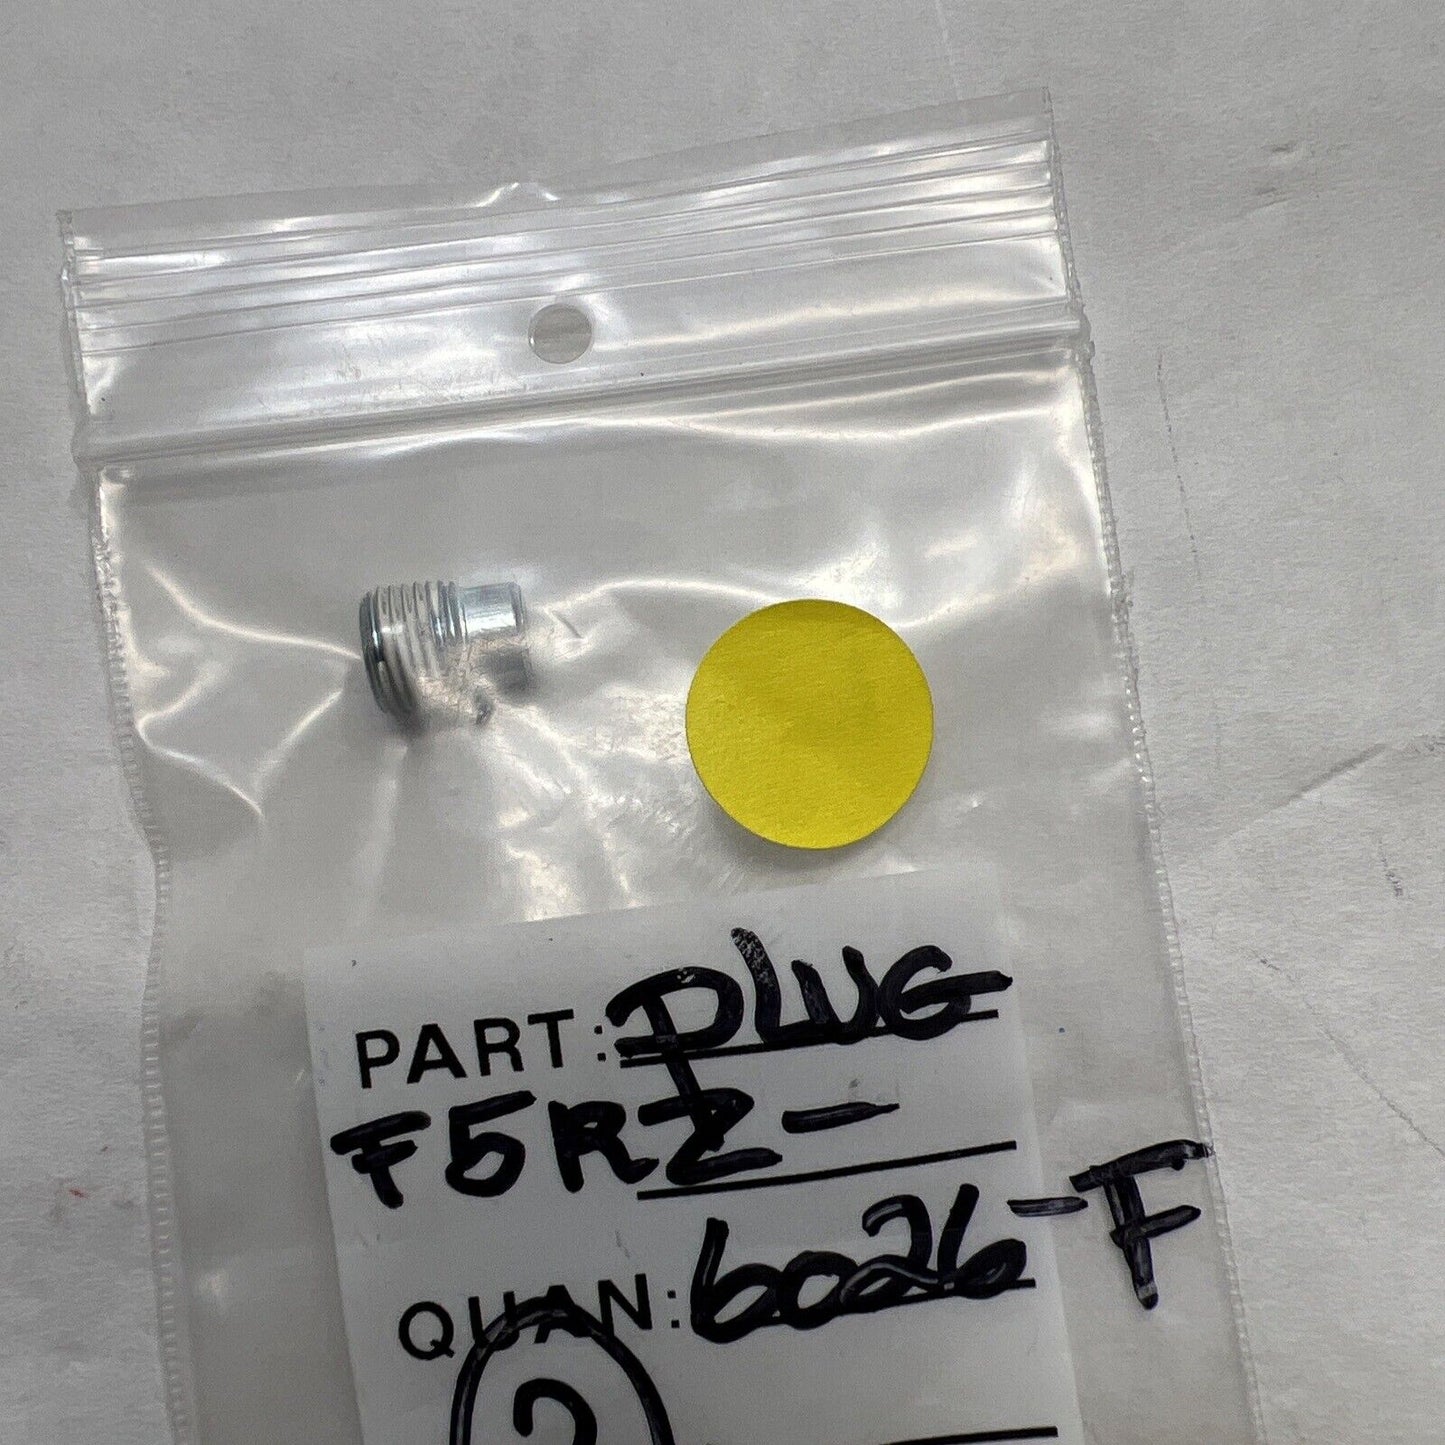 PART: PLUG
F5RZ-
QUAN: 6026-F